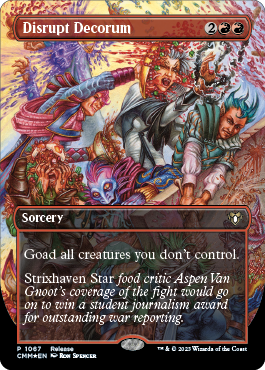 Disrupt Decorum 2
Sorcery
Goad all creatures you don't control.
Strixhaven Star food critic Aspen Van
Gnoot's coverage of the fight would go
on to win a student journalism award
for outstanding war reporting.
P 1067 Release
CMM★EN Ron Spencer ™ & © 2023 Wizards of the Coast